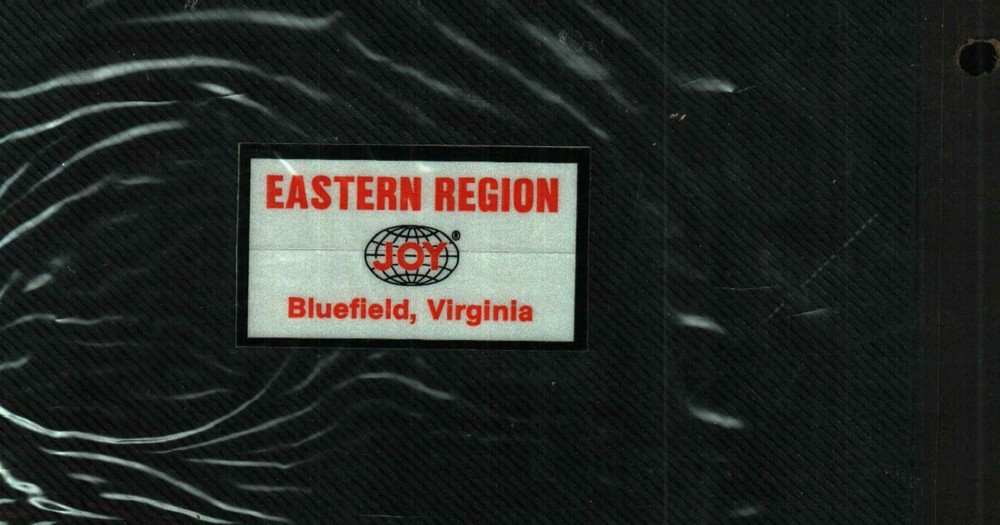 EASTERN REGION
JOY®
Bluefield, Virginia